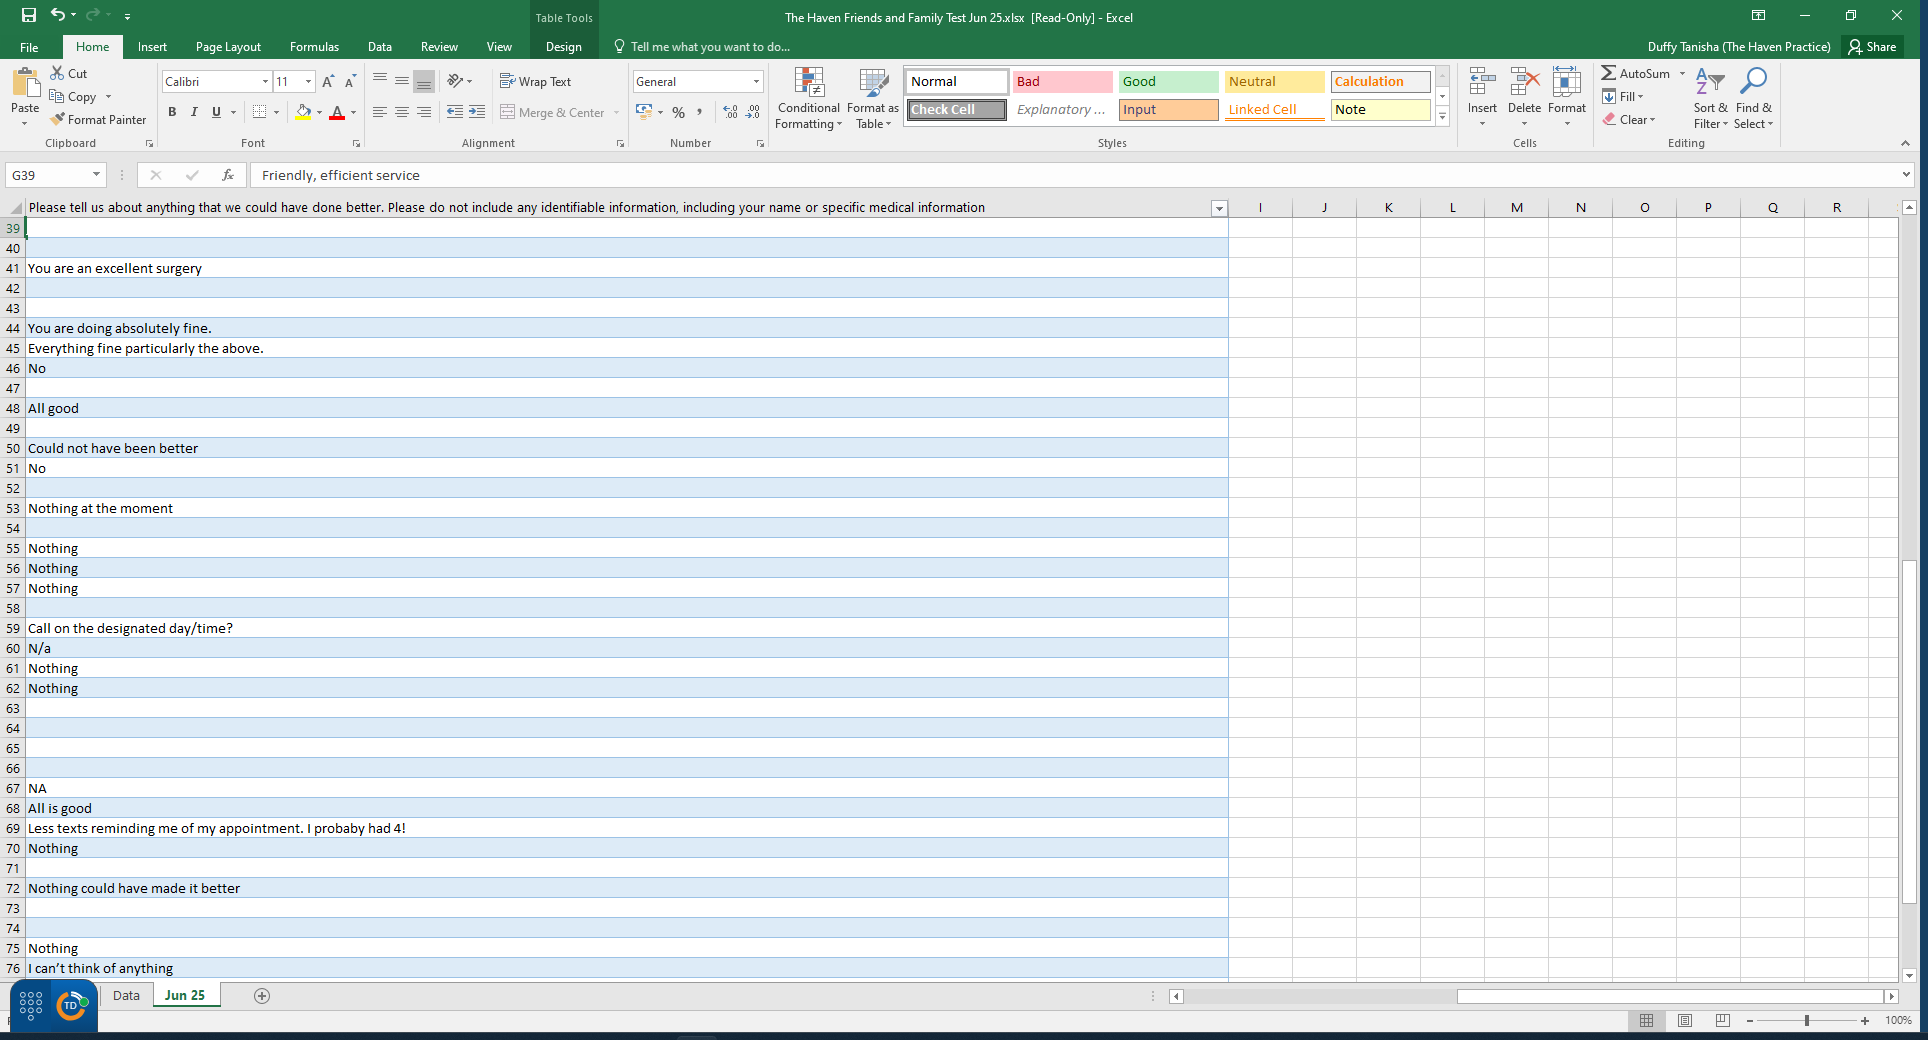 Table Tools
The Haven Friends and Family Test Jun 25.xlsx [Read-Only] - Excel
File Home Insert Page Layout Formulas Data Review View Design Tell me what you want to do... Duffy Tanisha (The Haven Practice) Share
Paste
Cut
Copy
Format Painter
Clipboard
Calibri 11
B I U
Font
Wrap Text
Merge & Center
Alignment
General
Number
Conditional Formatting
Format as Table
Normal Bad Good Neutral Calculation
Check Cell Explanatory ... Input Linked Cell Note
Styles
Insert Delete Format
Cells
AutoSum
Fill
Clear
Sort & Filter
Find & Select
Editing
G39 fx Friendly, efficient service
Please tell us about anything that we could have done better. Please do not include any identifiable information, including your name or specific medical information I J K L M N O P Q R
39
40
41 You are an excellent surgery
42
43
44 You are doing absolutely fine.
45 Everything fine particularly the above.
46 No
47
48 All good
49
50 Could not have been better
51 No
52
53 Nothing at the moment
54
55 Nothing
56 Nothing
57 Nothing
58
59 Call on the designated day/time?
60 N/a
61 Nothing
62 Nothing
63
64
65
66
67 NA
68 All is good
69 Less texts reminding me of my appointment. I probaby had 4!
70 Nothing
71
72 Nothing could have made it better
73
74
75 Nothing
76 I can't think of anything
TD Data Jun 25
100%